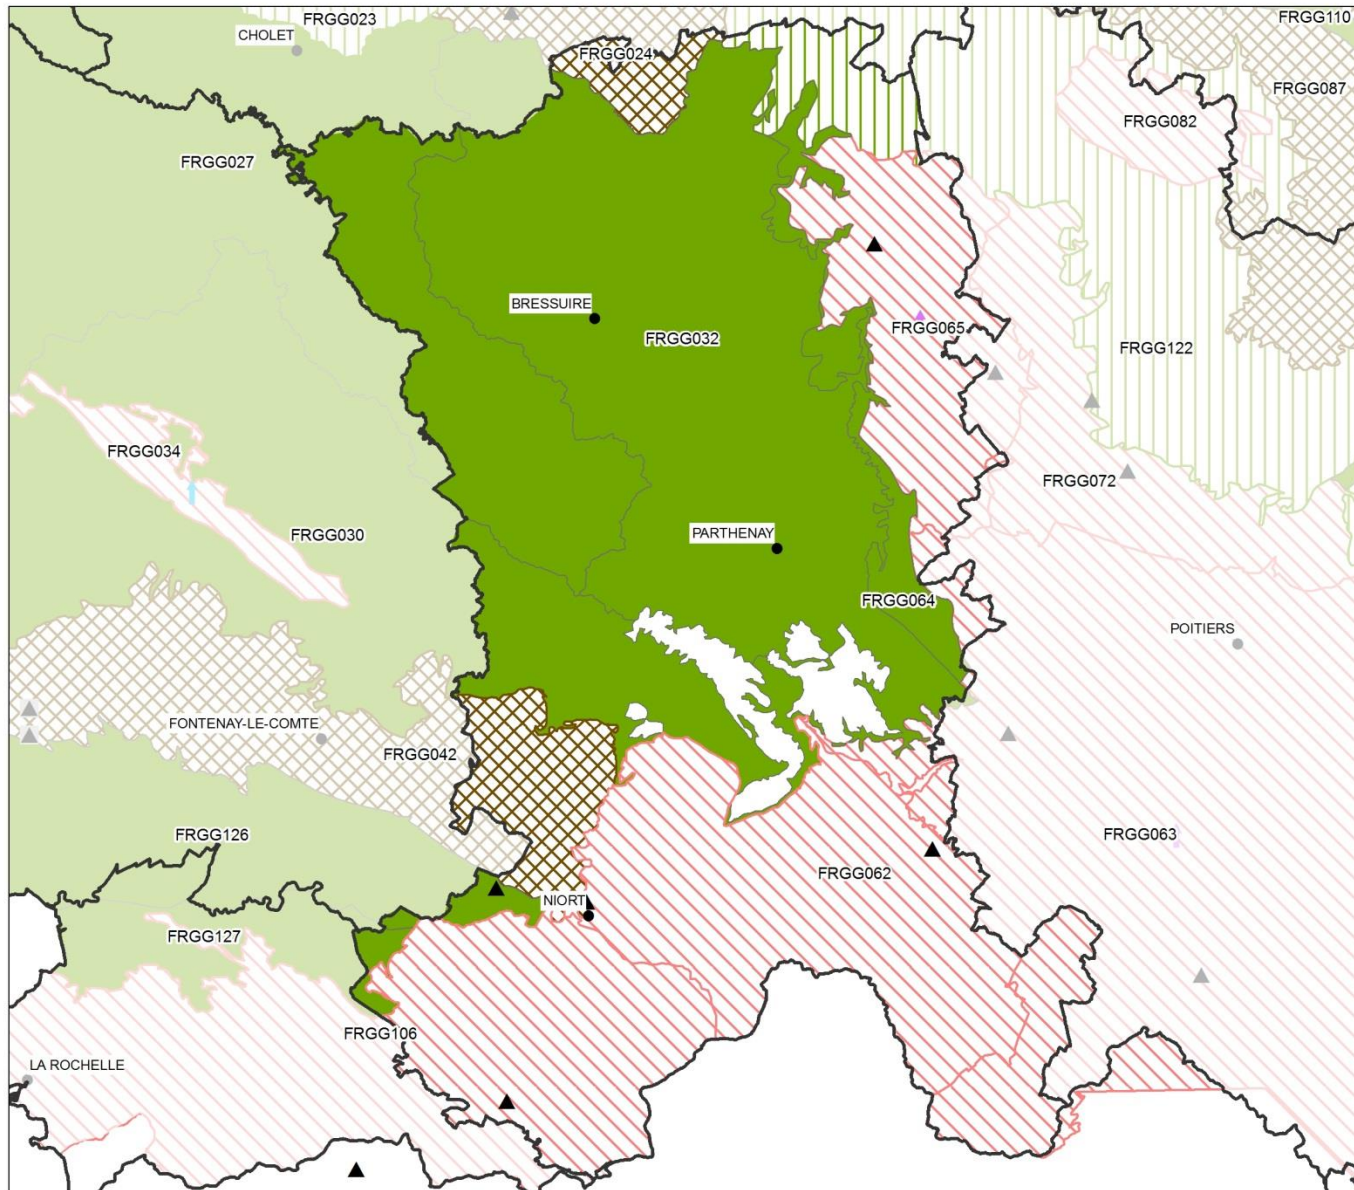 FRGG023
FRGG110
CHOLET
FRGG024
FRGG087
FRGG082
FRGG027
BRESSUIRE
FRGG065
FRGG032
FRGG122
FRGG034
FRGG072
FRGG030
PARTHENAY
FRGG064
POITIERS
FONTENAY-LE-COMTE
FRGG042
FRGG126
FRGG063
FRGG062
NIORT
FRGG127
FRGG106
LA ROCHELLE